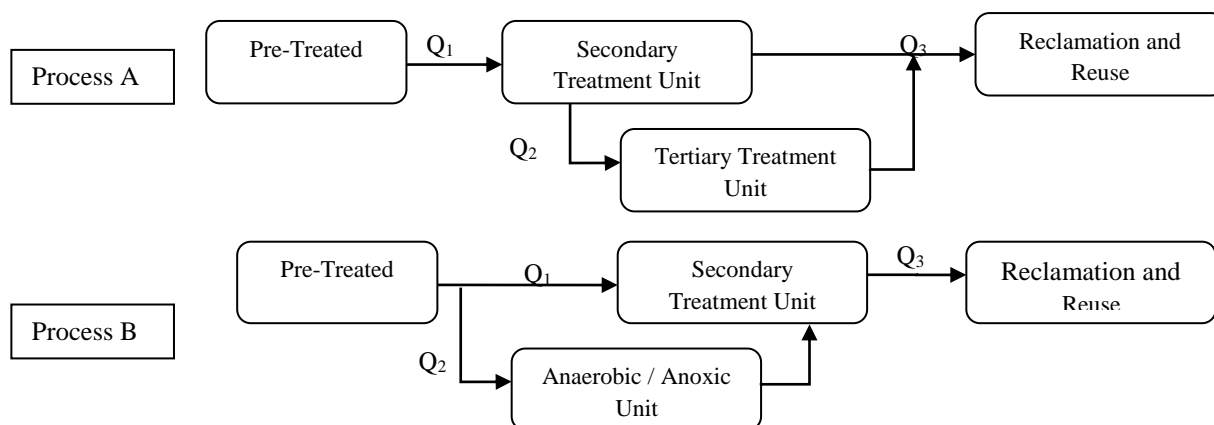 Process A
Pre-Treated
Q₁
Secondary
Treatment Unit
Q₂
Tertiary Treatment
Unit
Q₃
Reclamation and
Reuse
Process B
Pre-Treated
Q₁
Q₂
Anaerobic / Anoxic
Unit
Secondary
Treatment Unit
Q₃
Reclamation and
Reuse